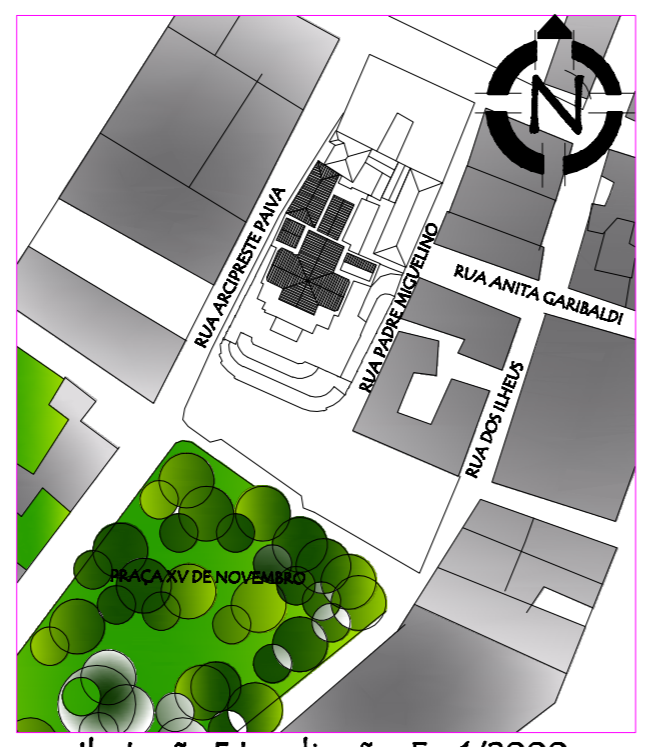 N
RUA ARCIPRESTE PAIVA
RUA PADRE MIGUELINO
RUA ANITA GARIBALDI
RUA DOS ILHEUS
PRAÇA XV DE NOVEMBRO